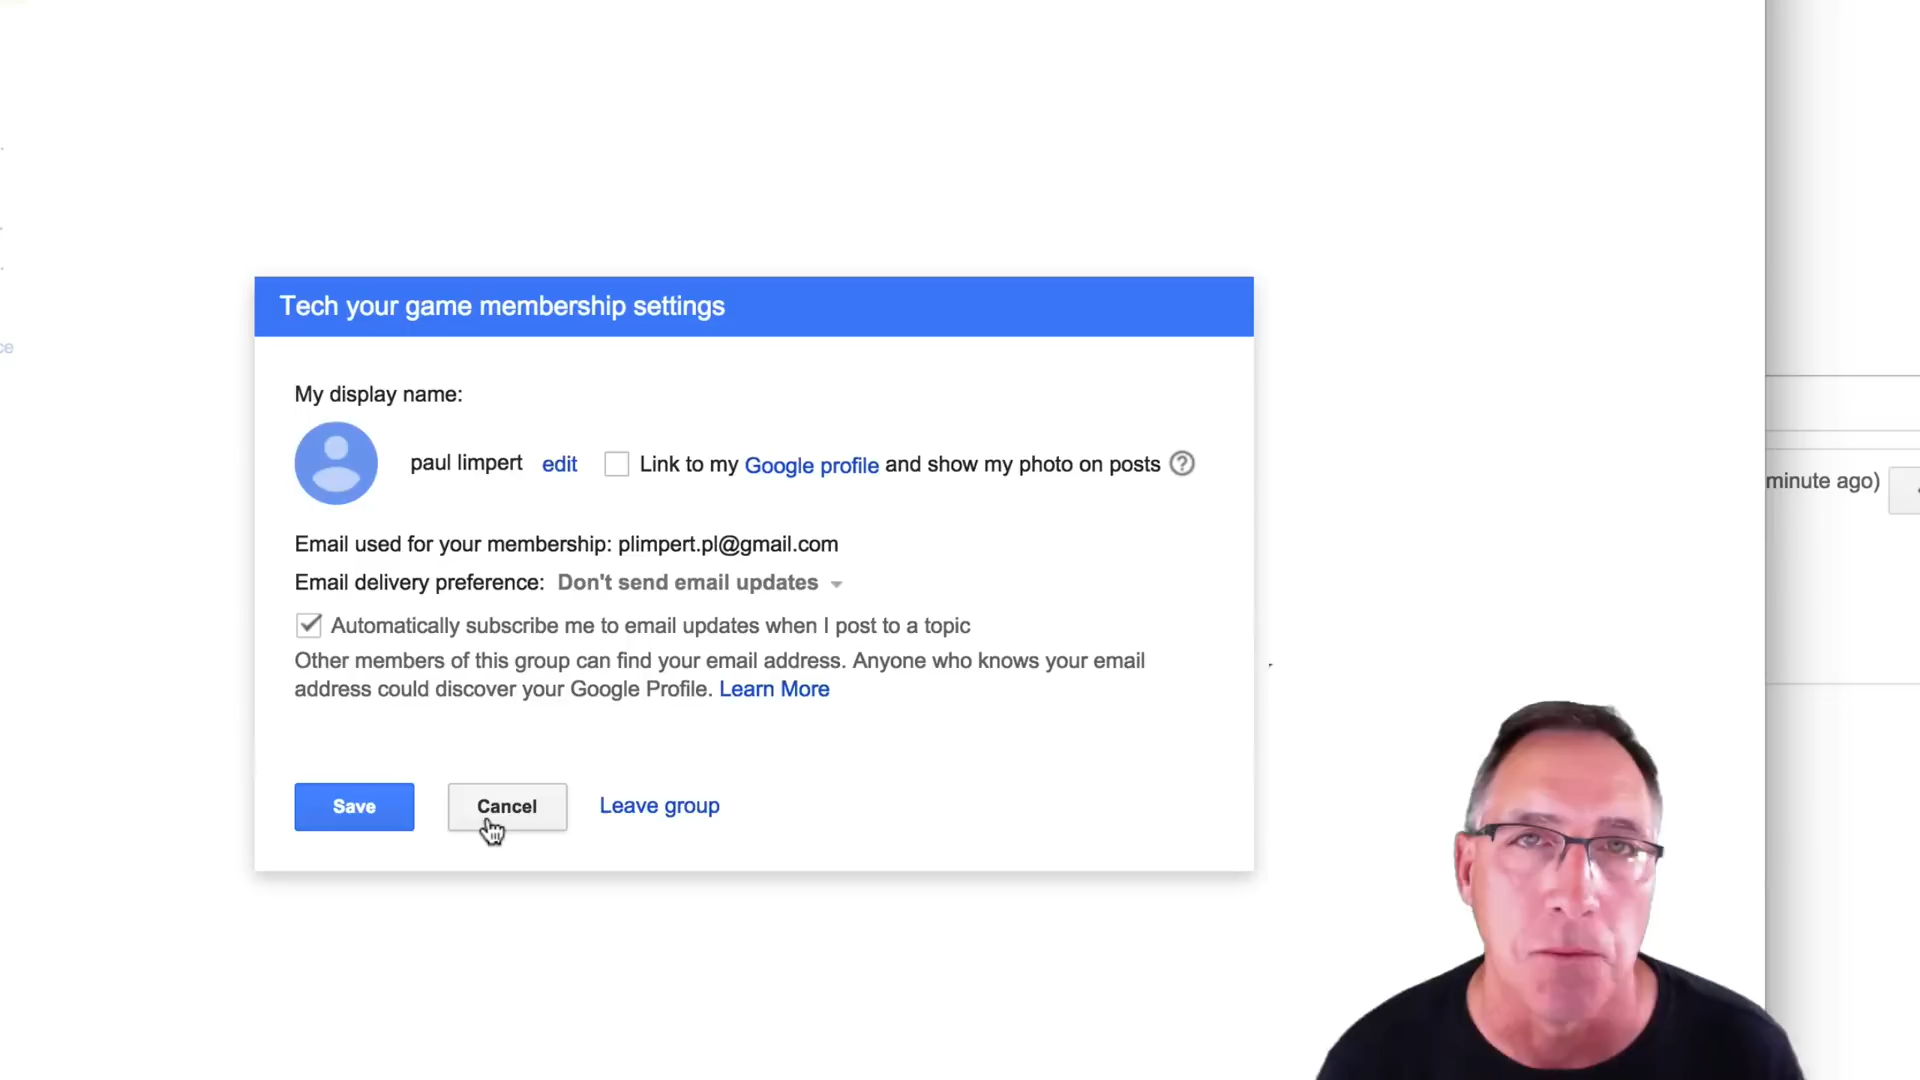 Tech your game membership settings
My display name:
paul limpert edit Link to my Google profile and show my photo on posts ?
minute ago)
Email used for your membership: plimpert.pl@gmail.com
Email delivery preference: Don't send email updates
Automatically subscribe me to email updates when I post to a topic
Other members of this group can find your email address. Anyone who knows your email
address could discover your Google Profile. Learn More
Save Cancel Leave group